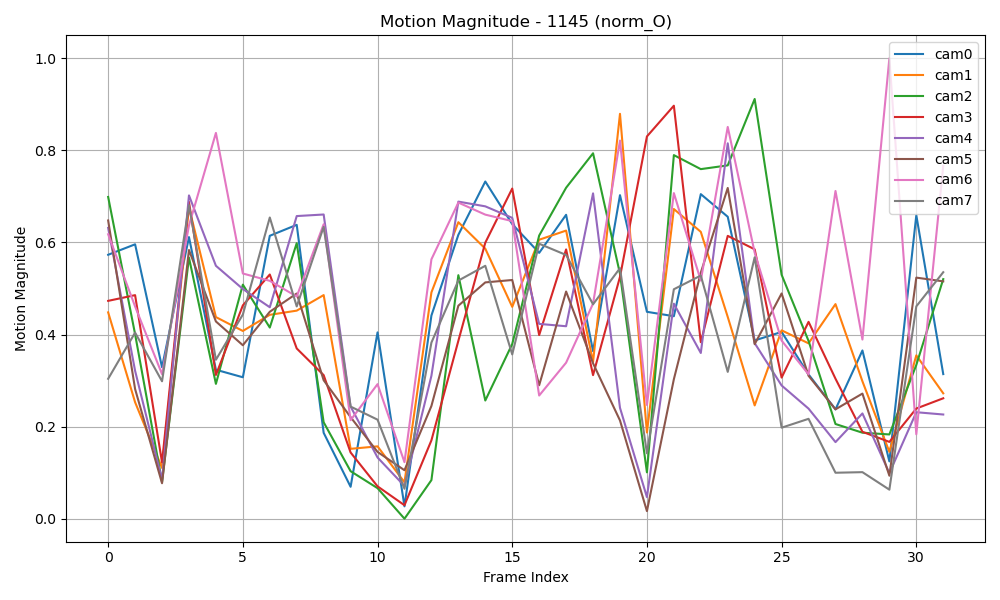 Motion Magnitude - 1145 (norm_O)
Motion Magnitude
1.0
0.8
0.6
0.4
0.2
0.0
0
5
10
15
20
25
30
Frame Index
cam0
cam1
cam2
cam3
cam4
cam5
cam6
cam7